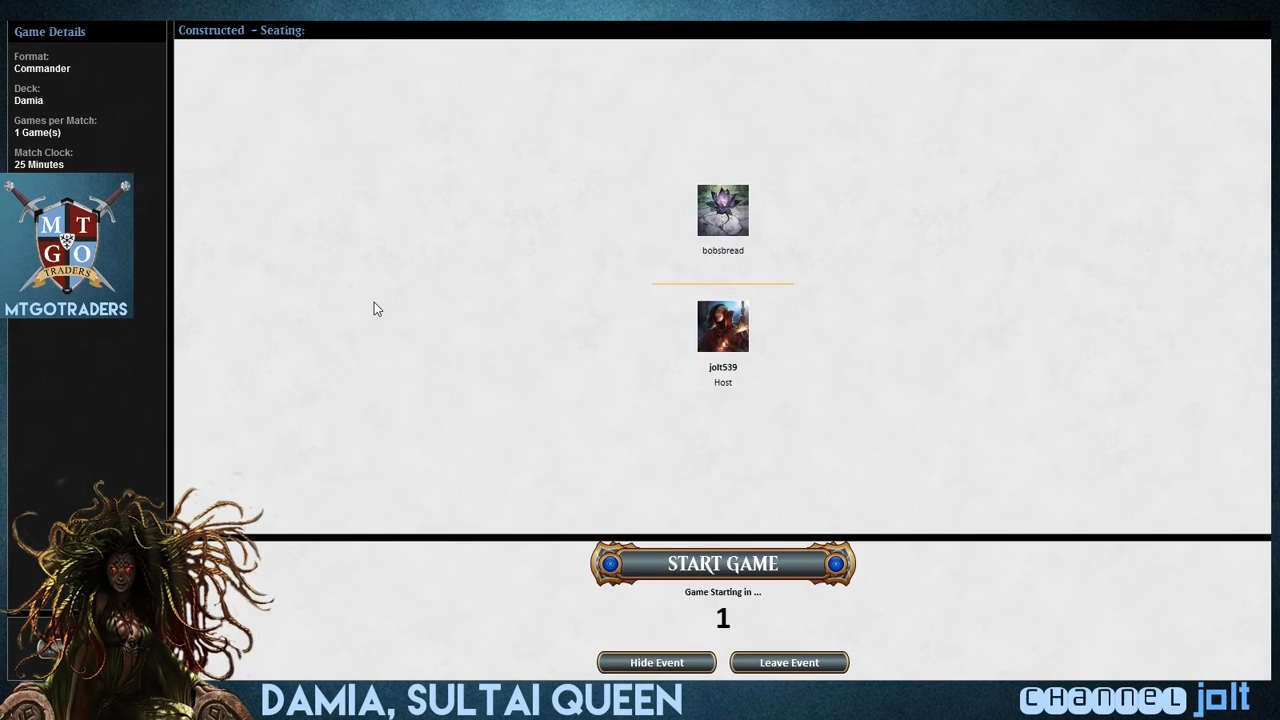 Game Details
Constructed - Seating:
Format:
Commander
Deck:
Damia
Games per Match:
1 Game(s)
Match Clock:
25 Minutes
M T
G O
TRADERS
MTGOTRADERS
bobsbread
jolt539
Host
START GAME
Game Starting in ...
1
Hide Event
Leave Event
DAMIA, SULTAI QUEEN
CHANNEL jolt